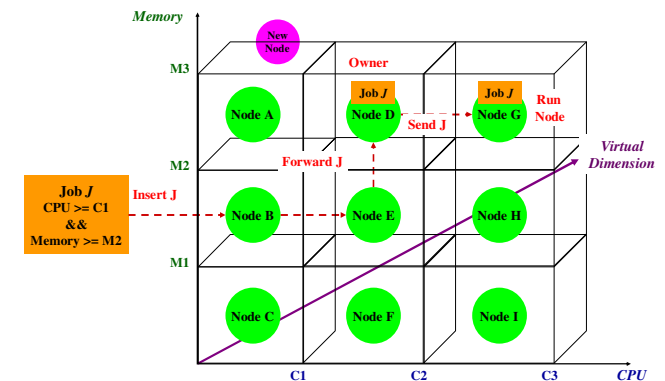 Memory
New
Node
M3
Owner
Job J
Job J
Node A
Node D
Node G
Run
Node
Send J
Virtual
Dimension
M2
Forward J
Job J
CPU >= C1
&&
Memory >= M2
Insert J
Node B
Node E
Node H
M1
Node C
Node F
Node I
C1
C2
C3
CPU